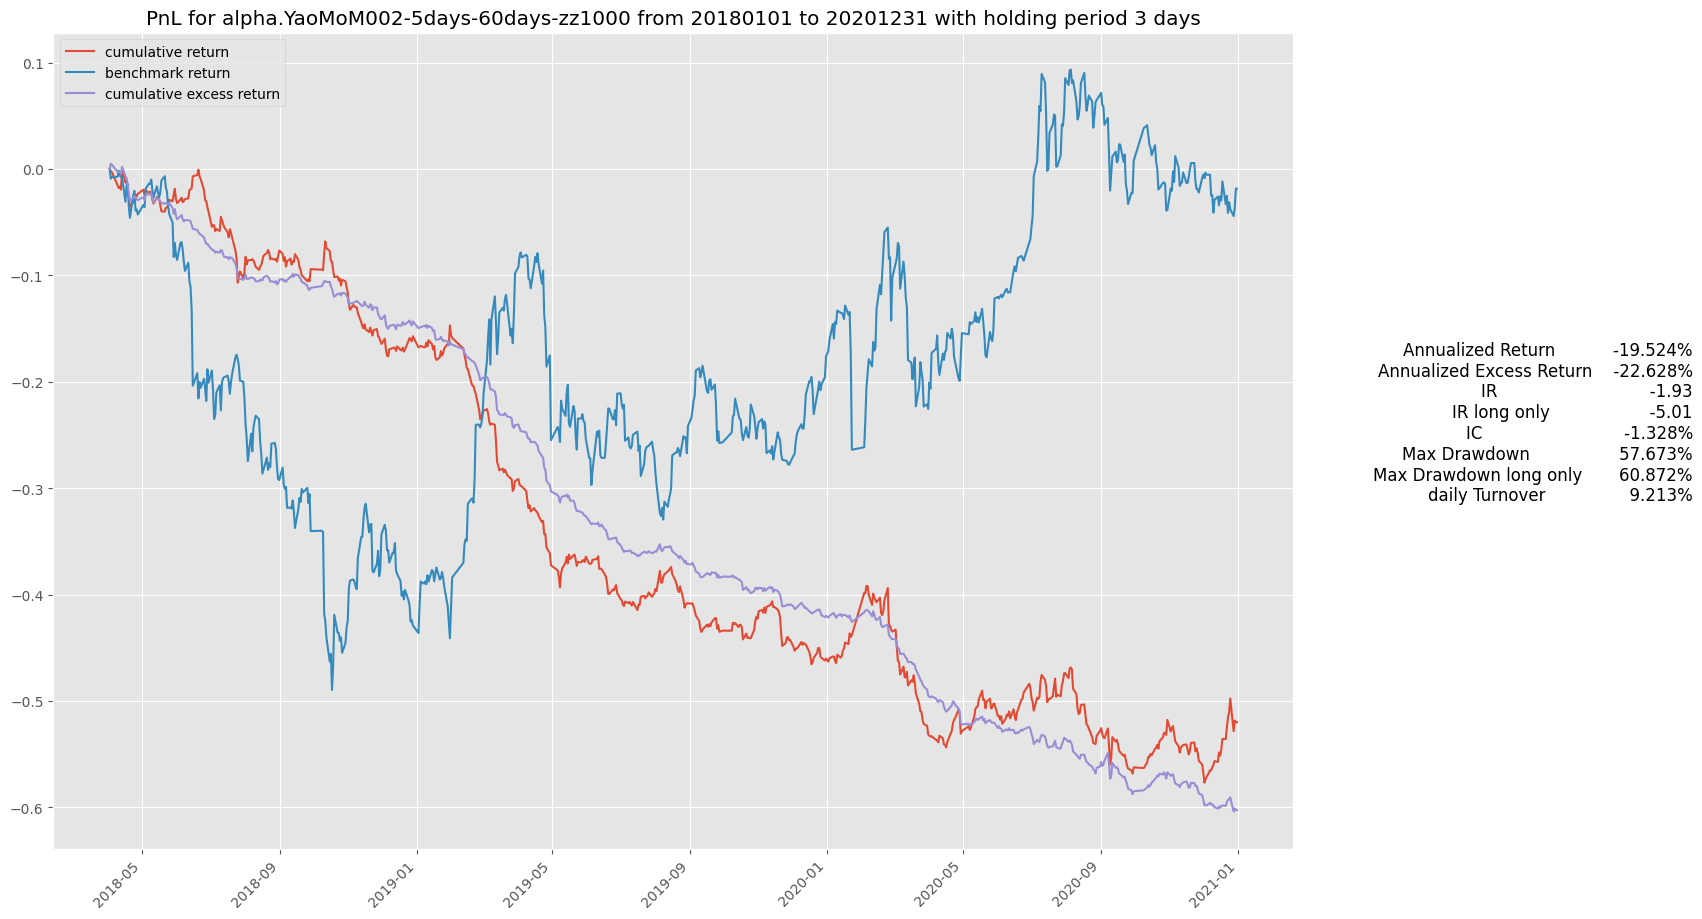 PnL for alpha.YaoMoM002-5days-60days-zz1000 from 20180101 to 20201231 with holding period 3 days
cumulative return
benchmark return
cumulative excess return
0.1
0.0
−0.1
−0.2
−0.3
−0.4
−0.5
−0.6
2018-05
2018-09
2019-01
2019-05
2019-09
2020-01
2020-05
2020-09
2021-01
Annualized Return -19.524%
Annualized Excess Return -22.628%
IR -1.93
IR long only -5.01
IC -1.328%
Max Drawdown 57.673%
Max Drawdown long only 60.872%
daily Turnover 9.213%